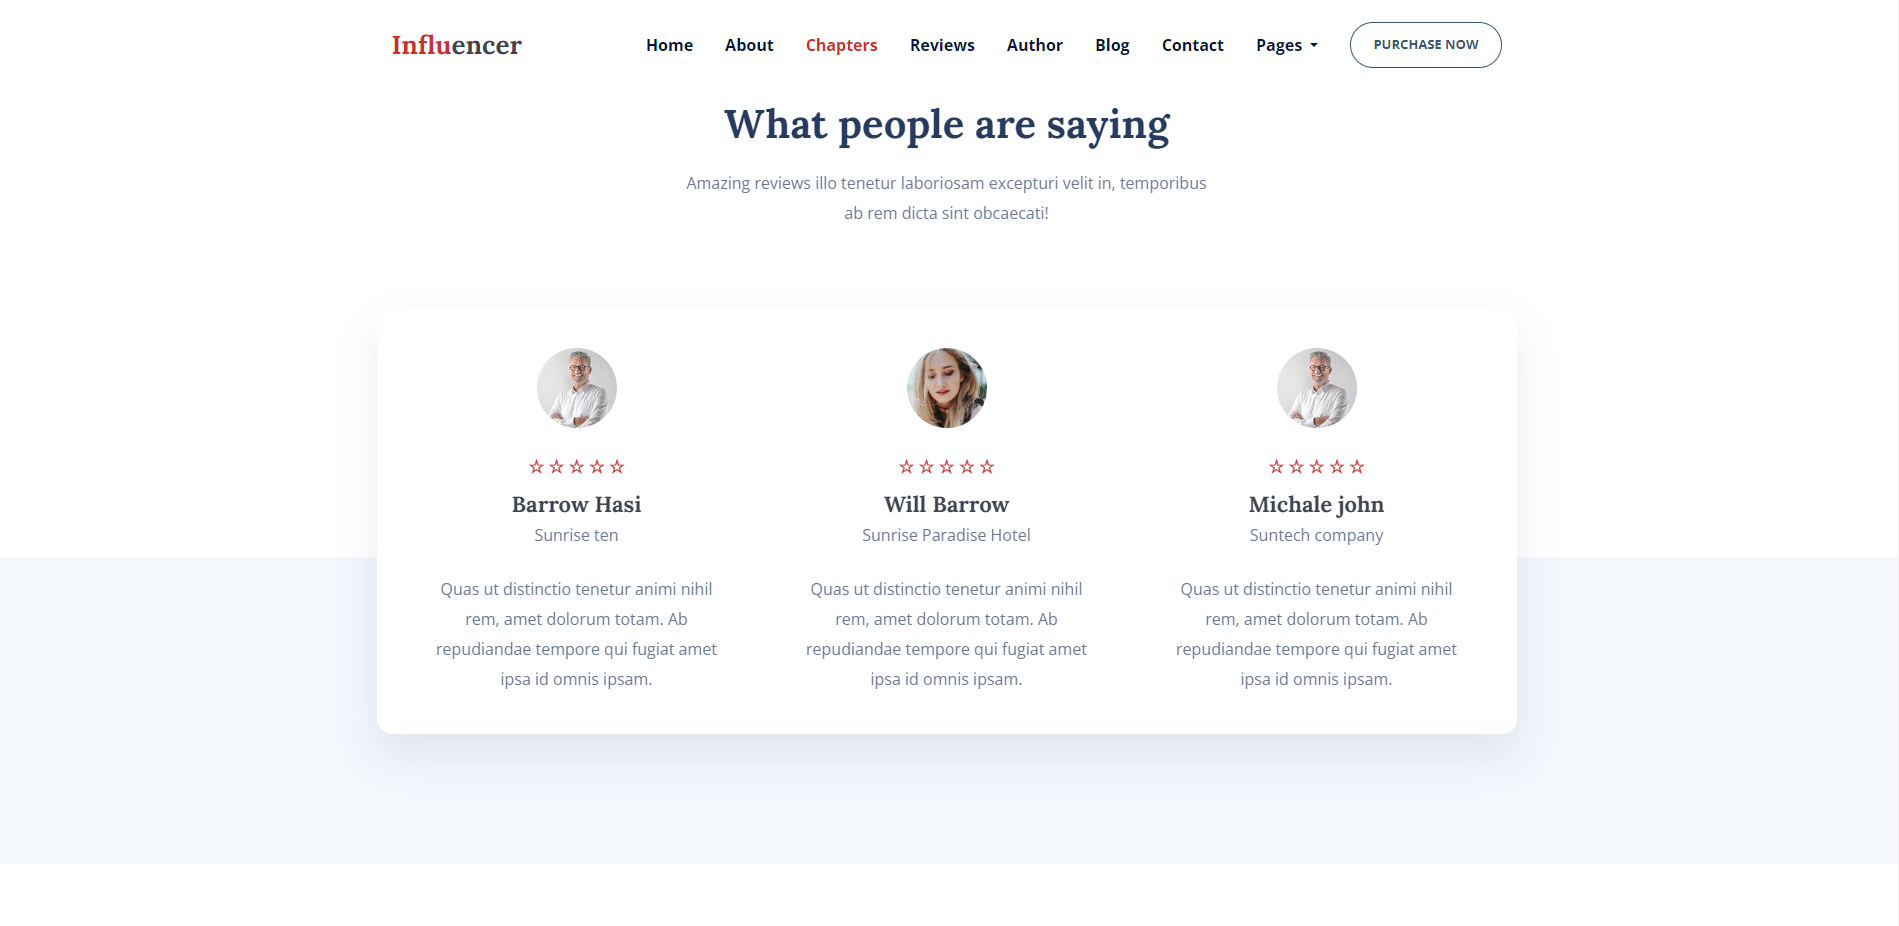 Influencer
Home About Chapters Reviews Author Blog Contact Pages PURCHASE NOW
What people are saying
Amazing reviews illo tenetur laboriosam excepturi velit in, temporibus
ab rem dicta sint obcaecati!
Barrow Hasi
Sunrise ten
Quas ut distinctio tenetur animi nihil
rem, amet dolorum totam. Ab
repudiandae tempore qui fugiat amet
ipsa id omnis ipsam.
Will Barrow
Sunrise Paradise Hotel
Quas ut distinctio tenetur animi nihil
rem, amet dolorum totam. Ab
repudiandae tempore qui fugiat amet
ipsa id omnis ipsam.
Michale john
Suntech company
Quas ut distinctio tenetur animi nihil
rem, amet dolorum totam. Ab
repudiandae tempore qui fugiat amet
ipsa id omnis ipsam.